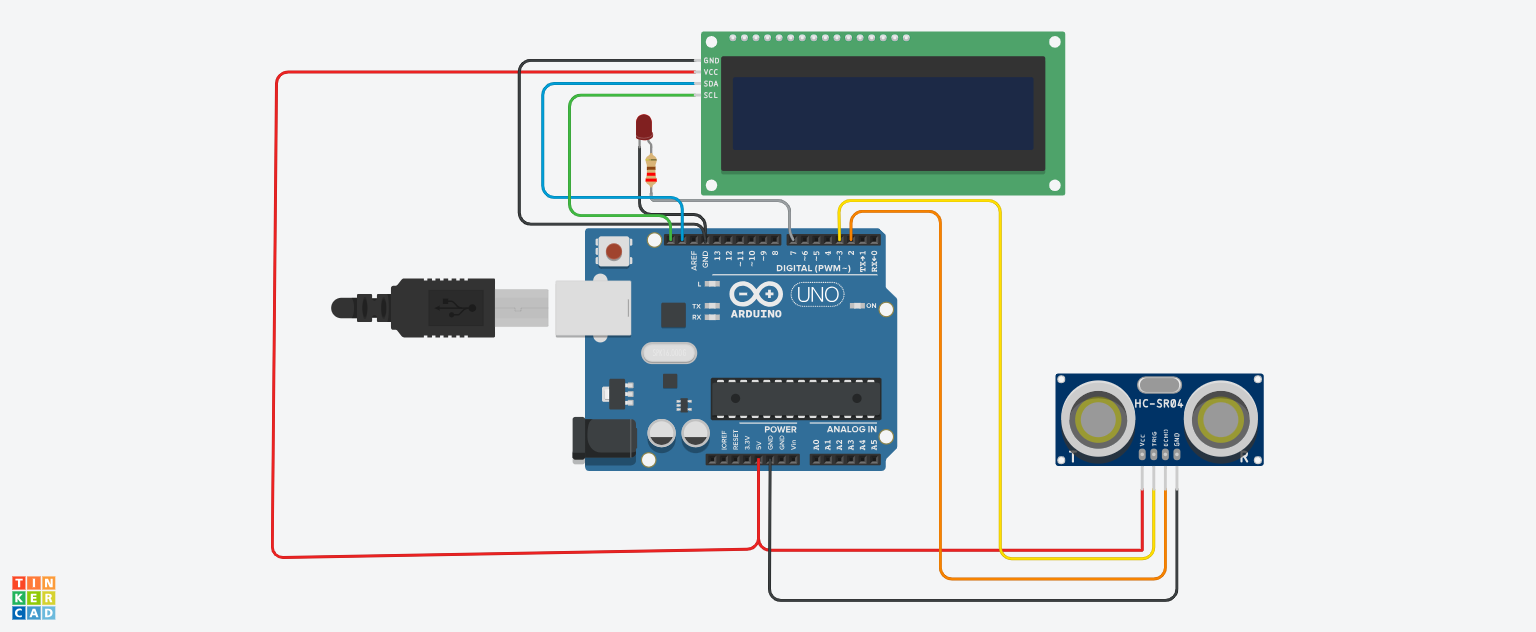 GND
VCC
SDA
SCL
AREF
GND
13
12
~11
~10
~9
8
7
~6
~5
4
~3
2
TX→1
RX←0
DIGITAL (PWM~)
L
TX
RX
ARDUINO
UNO
ON
HC-SR04
VCC
TRIG
ECHO
GND
T
R
POWER
ANALOG IN
IOREF
RESET
3.3V
5V
GND
GND
Vin
A0
A1
A2
A3
A4
A5
TIN
KER
CAD